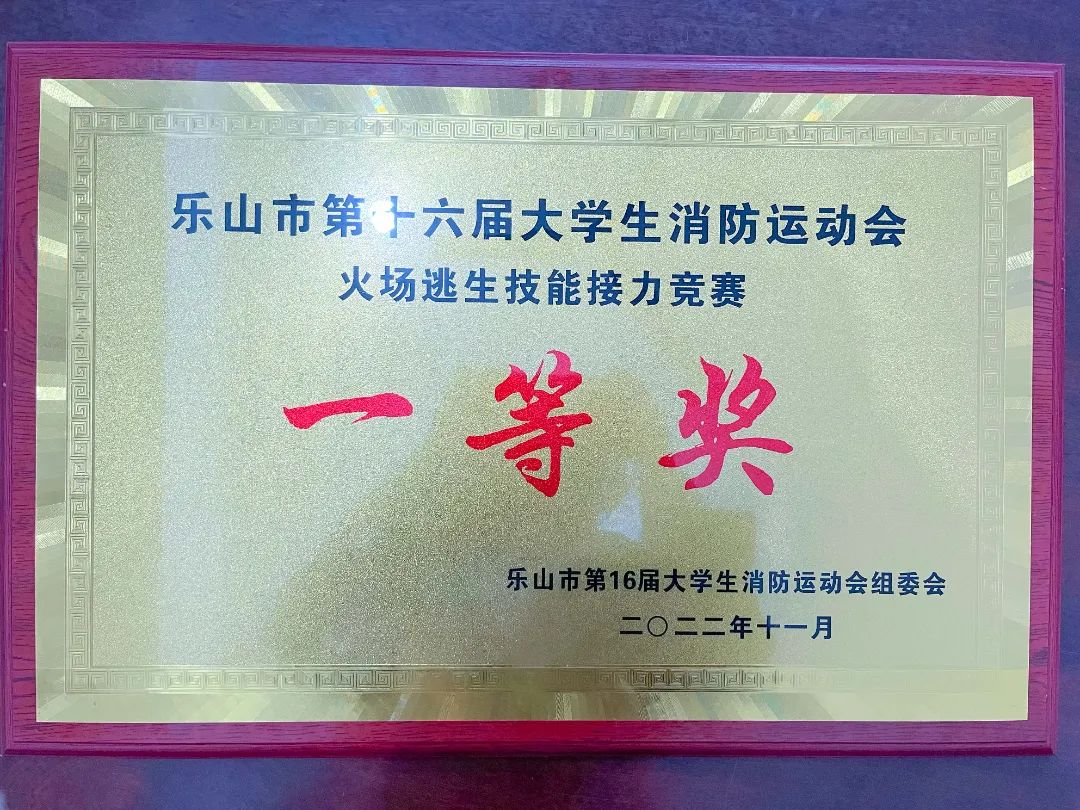 乐山市第十六届大学生消防运动会
火场逃生技能接力竞赛
一等奖
乐山市第16届大学生消防运动会组委会
二〇二二年十一月